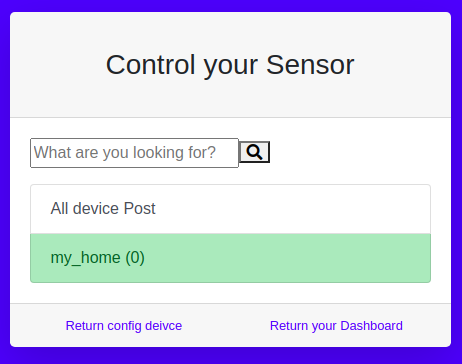 Control your Sensor
What are you looking for?
All device Post
my_home (0)
Return config deivce
Return your Dashboard